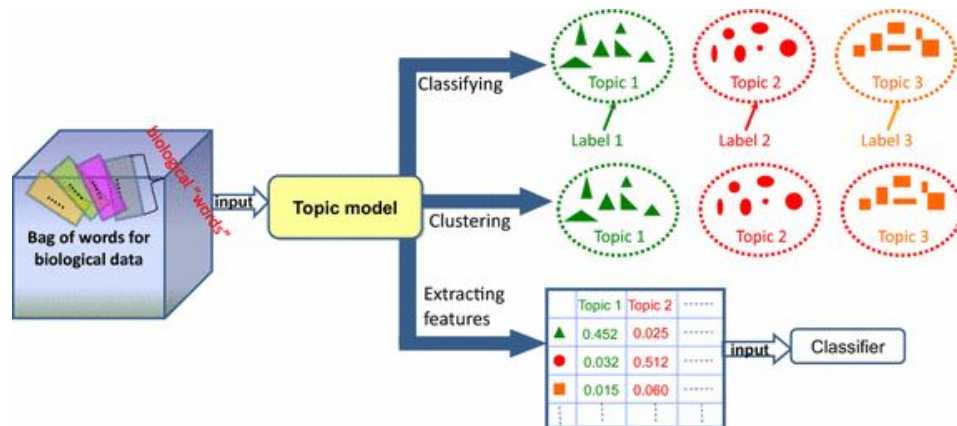 biological "words"
Bag of words for
biological data
input
Topic model
Classifying
Topic 1
Topic 2
Topic 3
Label 1
Label 2
Label 3
Clustering
Topic 1
Topic 2
Topic 3
Extracting
features
Topic 1 Topic 2 ------
0.452 0.025 ------
0.032 0.512 ------
0.015 0.060 ------
input
Classifier